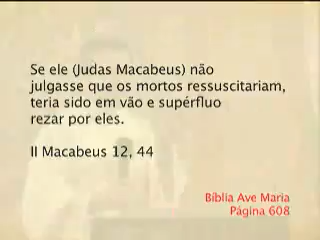 Se ele (Judas Macabeus) não
julgasse que os mortos ressuscitariam,
teria sido em vão e supérfluo
rezar por eles.
II Macabeus 12, 44
Bíblia Ave Maria
Página 608